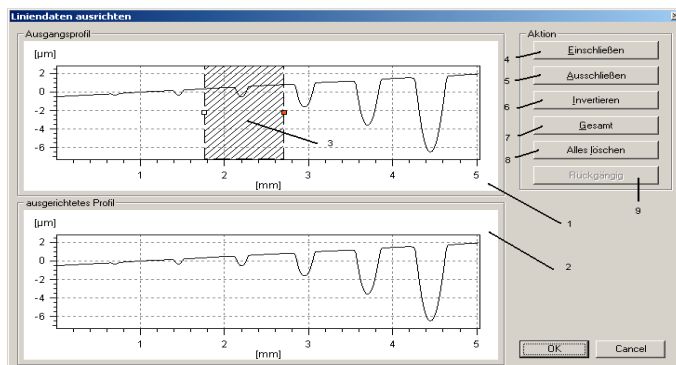 Liniendaten ausrichten
Ausgangsprofil
[µm]
2
0
-2
-4
-6
1
2
3
4
5
[mm]
3
1
ausgerichtetes Profil
[µm]
2
0
-2
-4
-6
1
2
3
4
5
[mm]
2
Aktion
4
Einschließen
5
Ausschließen
6
Invertieren
7
Gesamt
8
Alles löschen
Rückgängig
9
OK
Cancel